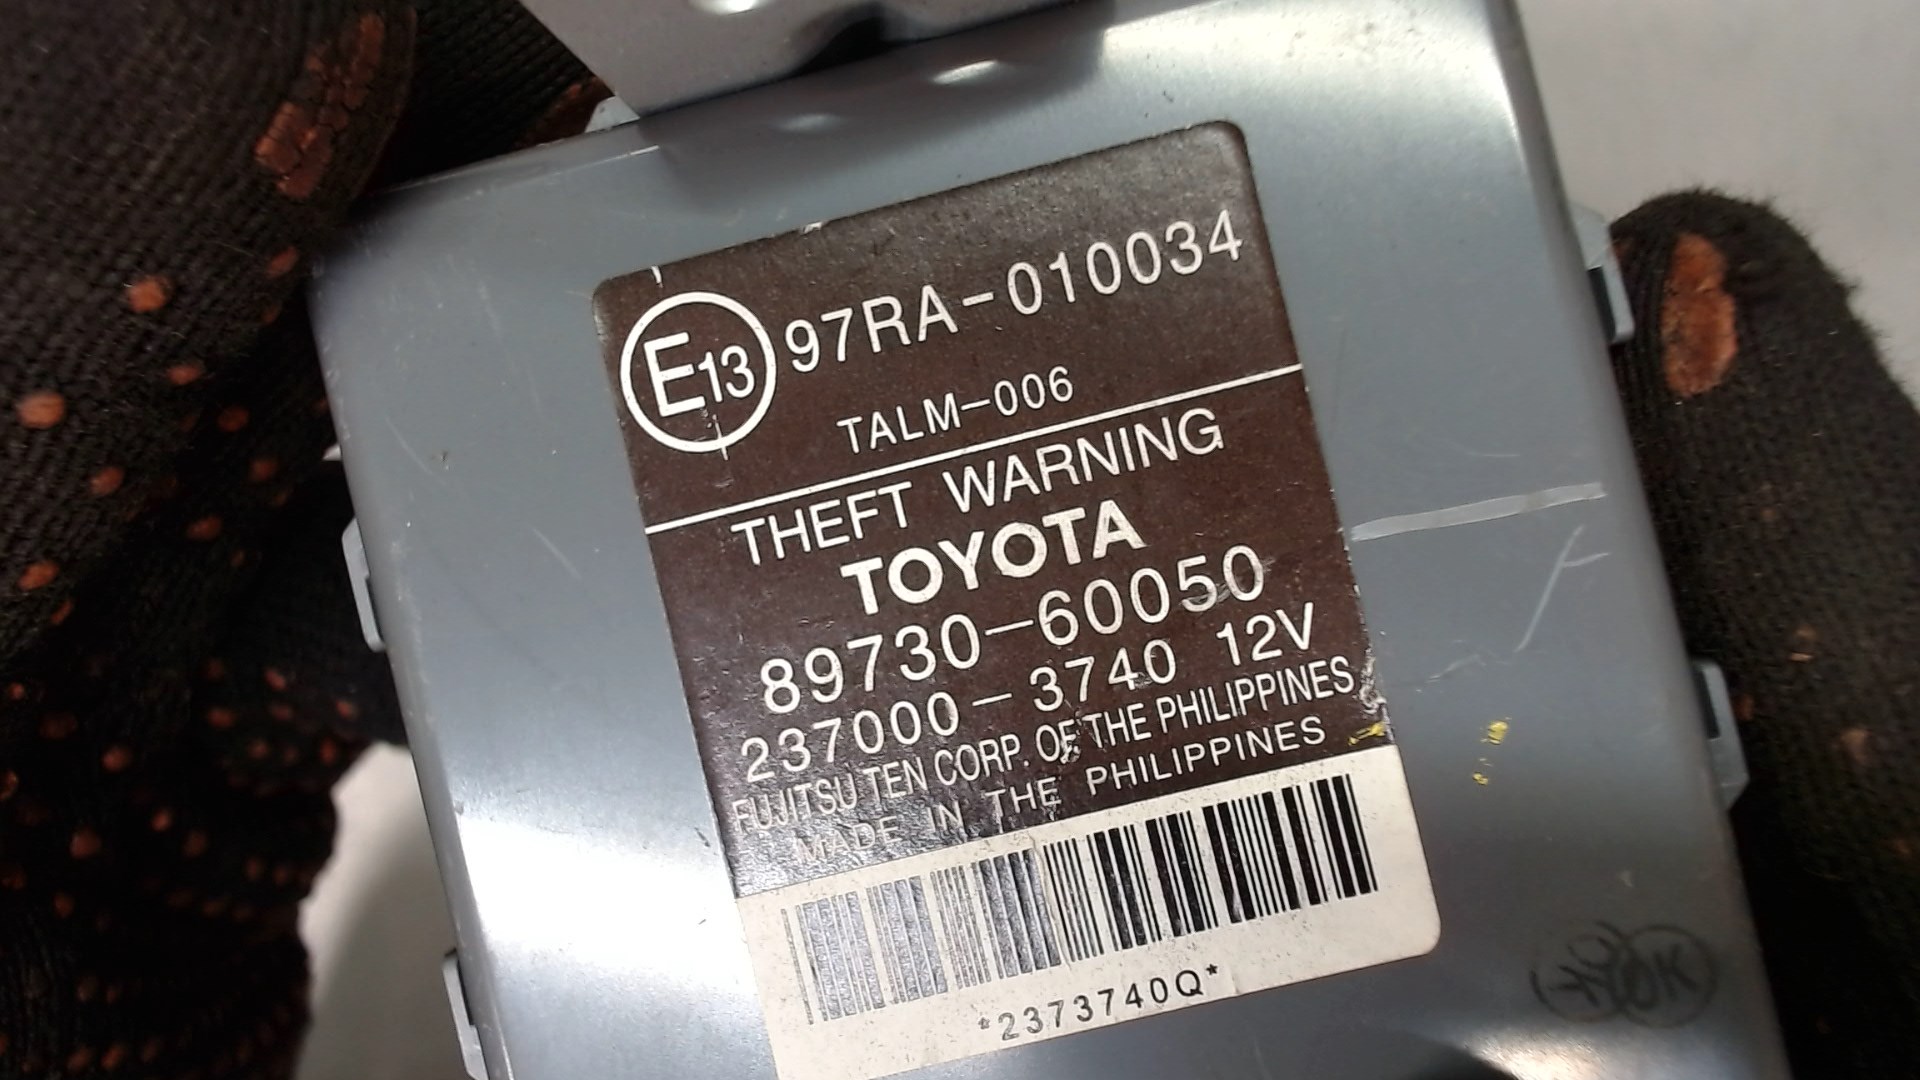 E13 97RA-010034
TALM-006
THEFT WARNING
TOYOTA
89730-60050
237000-3740 12V
FUJITSU TEN CORP. OF THE PHILIPPINES
MADE IN THE PHILIPPINES
*2373740Q*